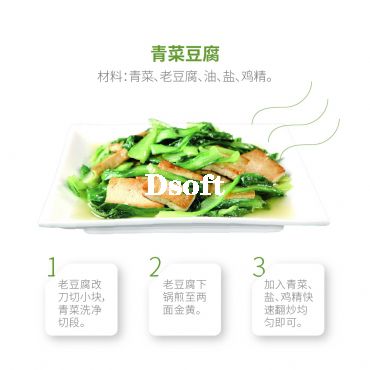 青菜豆腐
材料：青菜、老豆腐、油、盐、鸡精。
Dsoft
1
老豆腐改
刀切小块，
青菜洗净
切段。
2
老豆腐下
锅煎至两
面金黄。
3
加入青菜、
盐、鸡精快
速翻炒均
匀即可。